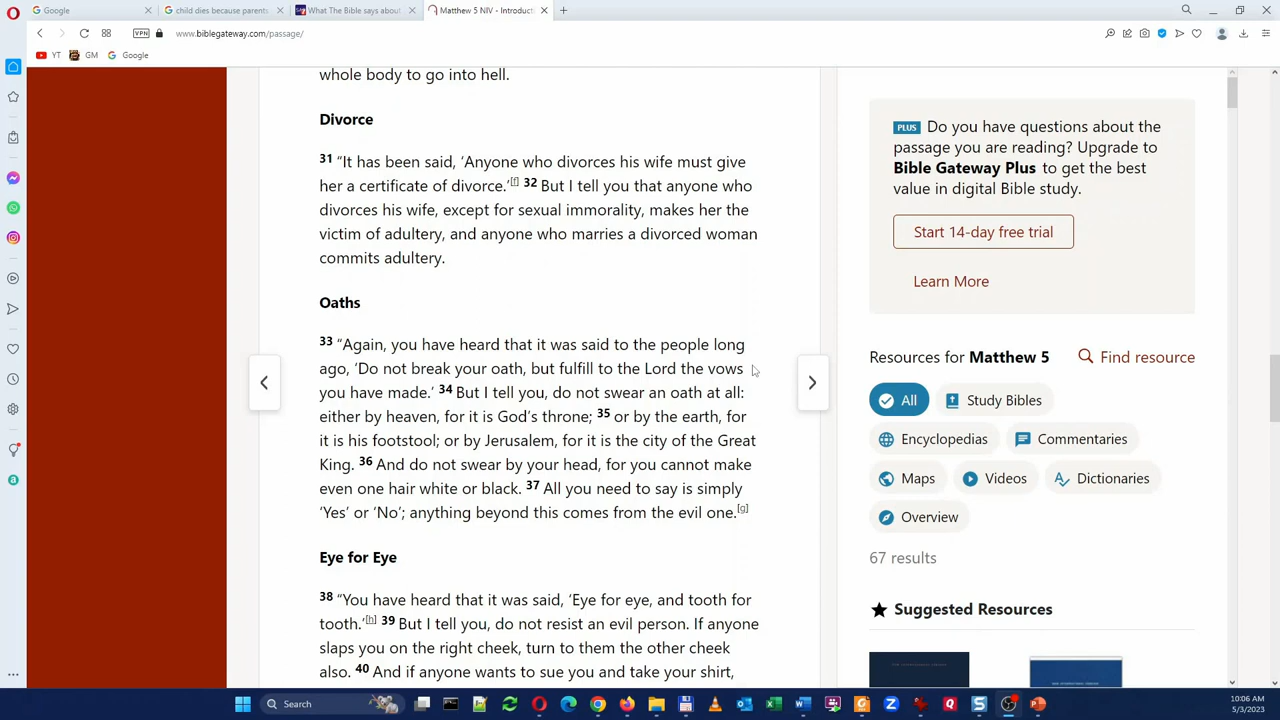 Google
child dies because parents
What The Bible says about
Matthew 5 NIV - Introduct
VPN
www.biblegateway.com/passage/
YT
GM
Google
whole body to go into hell.
Divorce
31 “It has been said, ‘Anyone who divorces his wife must give
her a certificate of divorce.’[f] 32 But I tell you that anyone who
divorces his wife, except for sexual immorality, makes her the
victim of adultery, and anyone who marries a divorced woman
commits adultery.
Oaths
33 “Again, you have heard that it was said to the people long
ago, ‘Do not break your oath, but fulfill to the Lord the vows
you have made.’ 34 But I tell you, do not swear an oath at all:
either by heaven, for it is God’s throne; 35 or by the earth, for
it is his footstool; or by Jerusalem, for it is the city of the Great
King. 36 And do not swear by your head, for you cannot make
even one hair white or black. 37 All you need to say is simply
‘Yes’ or ‘No’; anything beyond this comes from the evil one.[g]
Eye for Eye
38 “You have heard that it was said, ‘Eye for eye, and tooth for
tooth.’[h] 39 But I tell you, do not resist an evil person. If anyone
slaps you on the right cheek, turn to them the other cheek
also. 40 And if anyone wants to sue you and take your shirt,
PLUS Do you have questions about the
passage you are reading? Upgrade to
Bible Gateway Plus to get the best
value in digital Bible study.
Start 14-day free trial
Learn More
Resources for Matthew 5
Find resource
All
Study Bibles
Encyclopedias
Commentaries
Maps
Videos
Dictionaries
Overview
67 results
Suggested Resources
Search
10:06 AM
5/3/2023